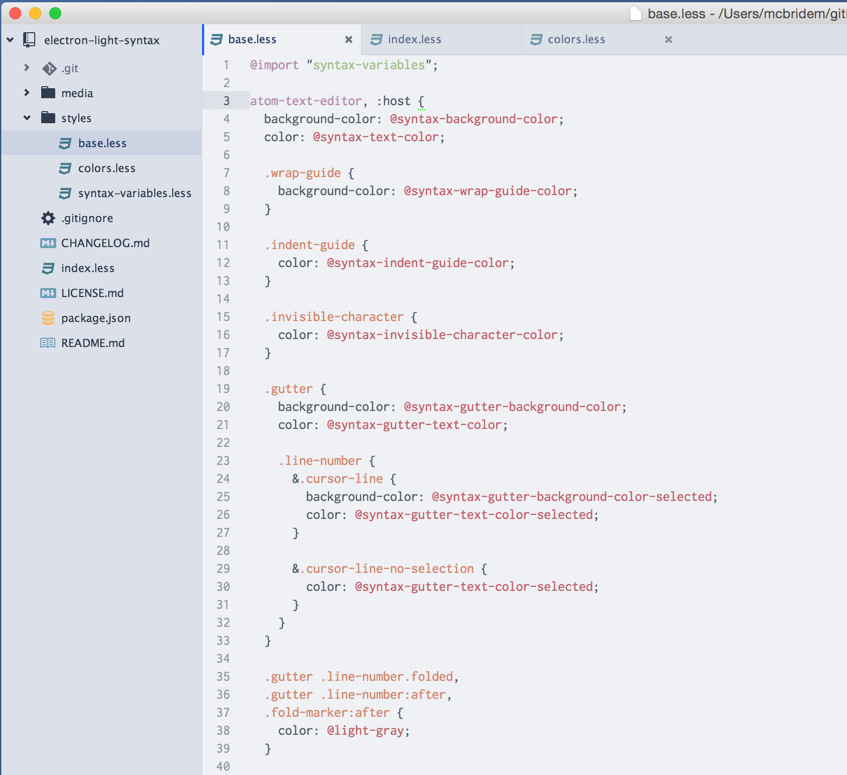 base.less - /Users/mcbridem/giti
electron-light-syntax
.git
media
styles
base.less
colors.less
syntax-variables.less
.gitignore
CHANGELOG.md
index.less
LICENSE.md
package.json
README.md
base.less
index.less
colors.less
1 @import "syntax-variables";
2
3 atom-text-editor, :host {
4 background-color: @syntax-background-color;
5 color: @syntax-text-color;
6
7 .wrap-guide {
8 background-color: @syntax-wrap-guide-color;
9 }
10
11 .indent-guide {
12 color: @syntax-indent-guide-color;
13 }
14
15 .invisible-character {
16 color: @syntax-invisible-character-color;
17 }
18
19 .gutter {
20 background-color: @syntax-gutter-background-color;
21 color: @syntax-gutter-text-color;
22
23 .line-number {
24 &.cursor-line {
25 background-color: @syntax-gutter-background-color-selected;
26 color: @syntax-gutter-text-color-selected;
27 }
28
29 &.cursor-line-no-selection {
30 color: @syntax-gutter-text-color-selected;
31 }
32 }
33 }
34
35 .gutter .line-number.folded,
36 .gutter .line-number:after,
37 .fold-marker:after {
38 color: @light-gray;
39 }
40